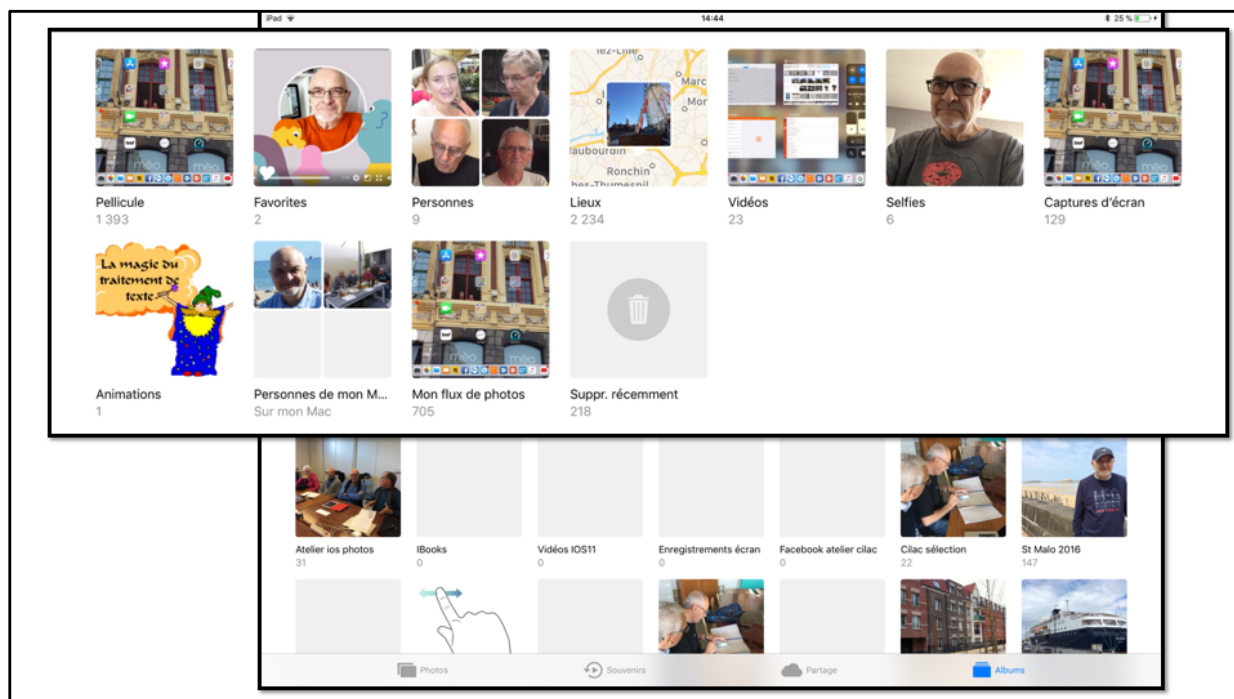 iPad
14:44
25 %
Pellicule
1 393
Favorites
2
Personnes
9
Lieux
2 234
Vidéos
23
Selfies
6
Captures d'écran
129
Marc
Ronchin
La magie du
traitement de
texte
méo
Animations
1
Personnes de mon M...
Sur mon Mac
Mon flux de photos
705
Suppr. récemment
218
Atelier ios photos
31
IBooks
0
Vidéos IOS11
0
Enregistrements écran
0
Facebook atelier cilac
0
Cilac sélection
22
St Malo 2016
147
Photos
Souvenirs
Partage
Albums